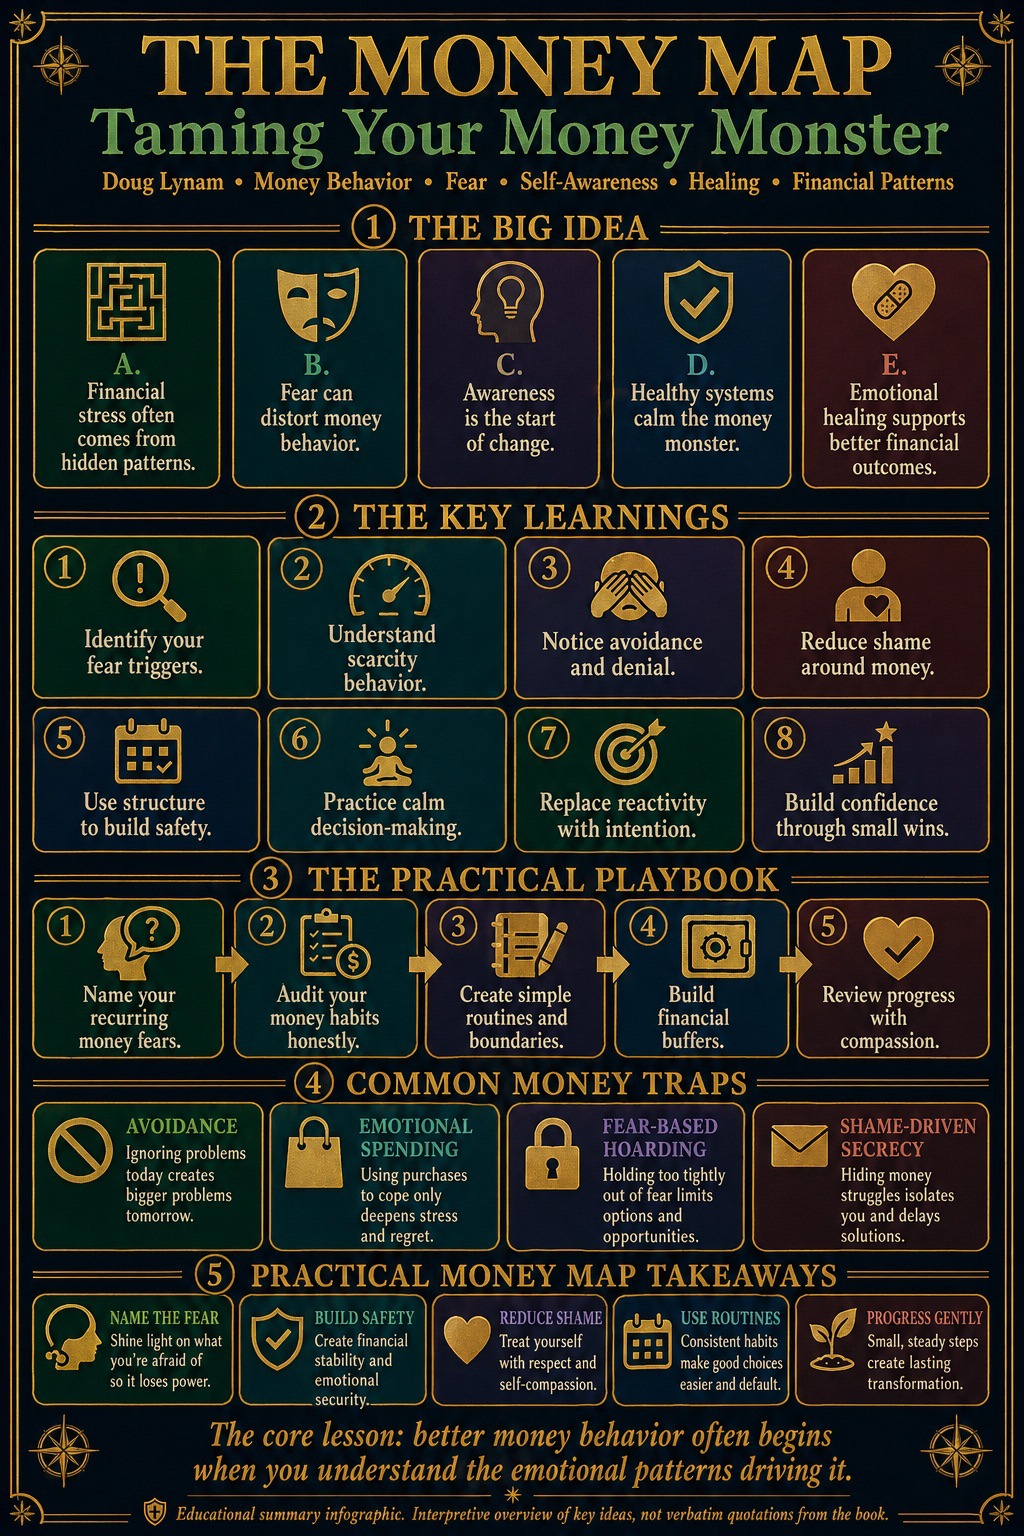 THE MONEY MAP
Taming Your Money Monster
Doug Lynam • Money Behavior • Fear • Self-Awareness • Healing • Financial Patterns
1 THE BIG IDEA
A.
Financial
stress often
comes from
hidden patterns.
B.
Fear can
distort money
behavior.
C.
Awareness
is the start
of change.
D.
Healthy systems
calm the money
monster.
E.
Emotional
healing supports
better financial
outcomes.
2 THE KEY LEARNINGS
1
Identify your
fear triggers.
2
Understand
scarcity
behavior.
3
Notice avoidance
and denial.
4
Reduce shame
around money.
5
Use structure
to build safety.
6
Practice calm
decision-making.
7
Replace reactivity
with intention.
8
Build confidence
through small wins.
3 THE PRACTICAL PLAYBOOK
1
?
Name your
recurring
money fears.
2
$
Audit your
money habits
honestly.
3
Create simple
routines and
boundaries.
4
Build
financial
buffers.
5
Review progress
with
compassion.
4 COMMON MONEY TRAPS
AVOIDANCE
Ignoring problems
today creates
bigger problems
tomorrow.
EMOTIONAL
SPENDING
Using purchases
to cope only
deepens stress
and regret.
FEAR-BASED
HOARDING
Holding too tightly
out of fear limits
options and
opportunities.
SHAME-DRIVEN
SECRECY
Hiding money
struggles isolates
you and delays
solutions.
5 PRACTICAL MONEY MAP TAKEAWAYS
NAME THE FEAR
Shine light on what
you're afraid of
so it loses power.
BUILD SAFETY
Create financial
stability and
emotional
security.
REDUCE SHAME
Treat yourself
with respect and
self-compassion.
USE ROUTINES
Consistent habits
make good choices
easier and default.
PROGRESS GENTLY
Small, steady steps
create lasting
transformation.
The core lesson: better money behavior often begins
when you understand the emotional patterns driving it.
Educational summary infographic. Interpretive overview of key ideas, not verbatim quotations from the book.